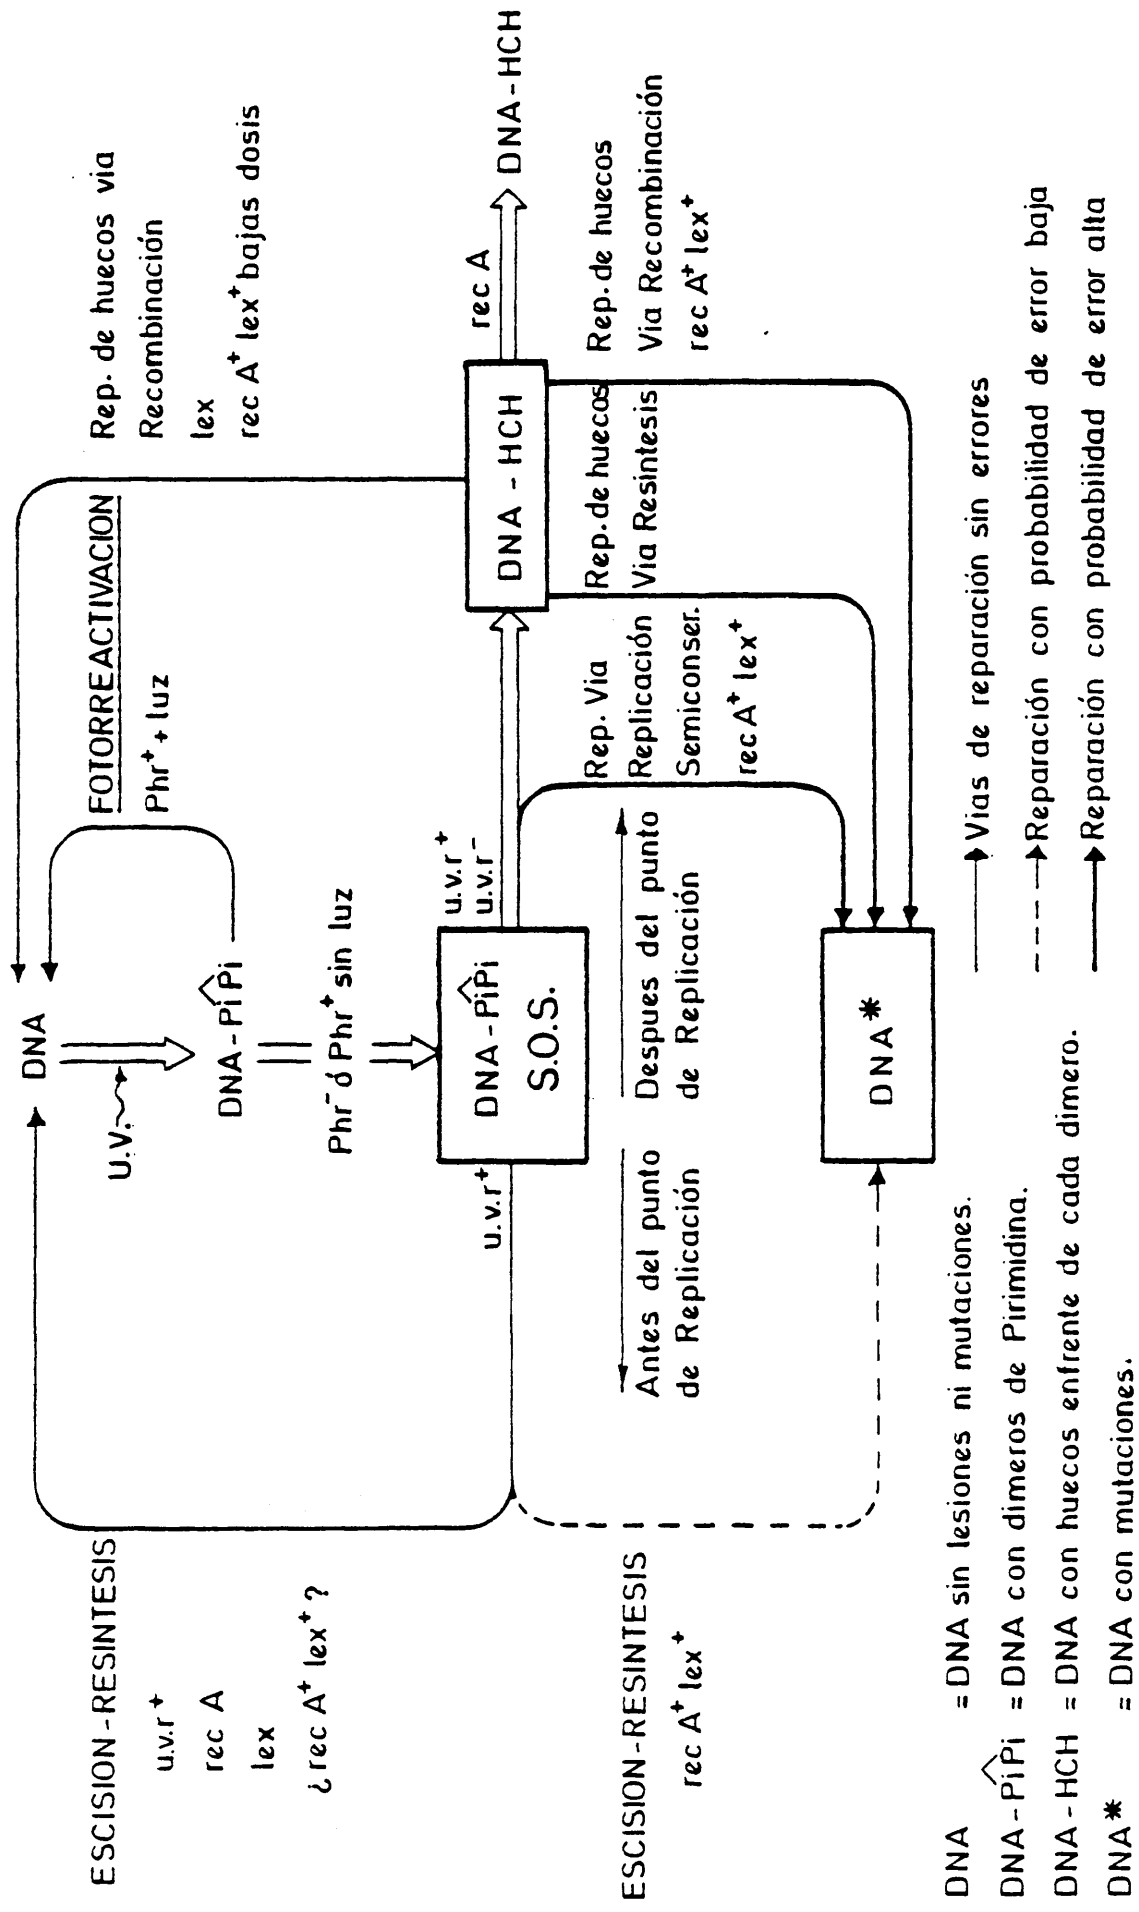 DNA
U.V.
DNA-PiPi
Phr⁻ ó Phr⁺ sin luz
FOTORREACTIVACION
Phr⁺ + luz
Rep. de huecos via
Recombinación
lex
rec A⁺ lex⁺ bajas dosis
ESCISION-RESINTESIS
u.v.r⁺
rec A
lex
¿rec A⁺ lex⁺?
u.v.r⁺
DNA-PiPi
S.O.S.
u.v.r⁺
u.v.r⁻
DNA-HCH
rec A
DNA-HCH
Antes del punto
de Replicación
Despues del punto
de Replicación
Rep. Via
Replicación
Semiconser.
rec A⁺ lex⁺
Rep. de huecos
Via Resintesis
Rep. de huecos
Via Recombinación
rec A⁺ lex⁺
ESCISION-RESINTESIS
rec A⁺ lex⁺
DNA*
DNA = DNA sin lesiones ni mutaciones.
DNA-PiPi = DNA con dimeros de Pirimidina.
DNA-HCH = DNA con huecos enfrente de cada dimero.
DNA* = DNA con mutaciones.
Vias de reparación sin errores
Reparación con probabilidad de error baja
Reparación con probabilidad de error alta